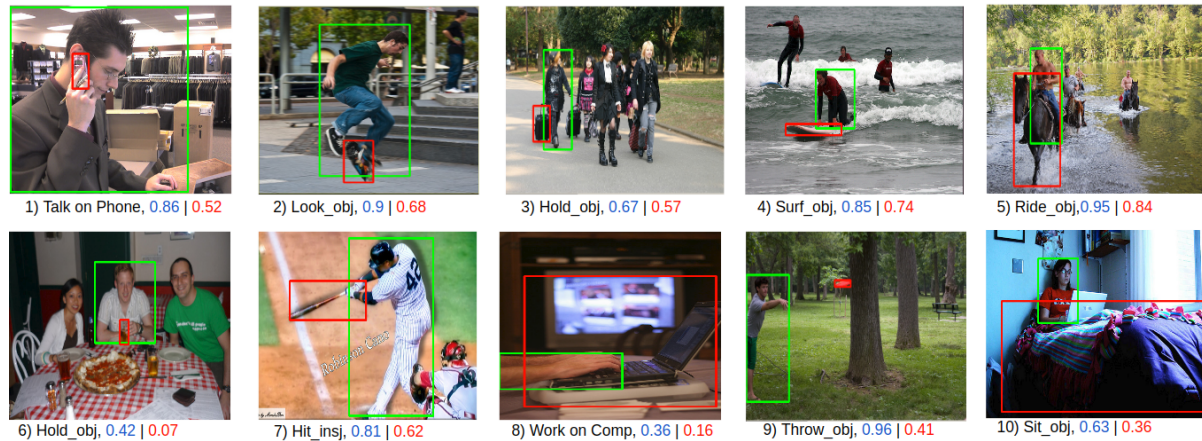 1) Talk on Phone, 0.86 | 0.52
2) Look_obj, 0.9 | 0.68
3) Hold_obj, 0.67 | 0.57
4) Surf_obj, 0.85 | 0.74
5) Ride_obj,0.95 | 0.84
42
Robinson Cano
6) Hold_obj, 0.42 | 0.07
7) Hit_insj, 0.81 | 0.62
8) Work on Comp, 0.36 | 0.16
9) Throw_obj, 0.96 | 0.41
10) Sit_obj, 0.63 | 0.36